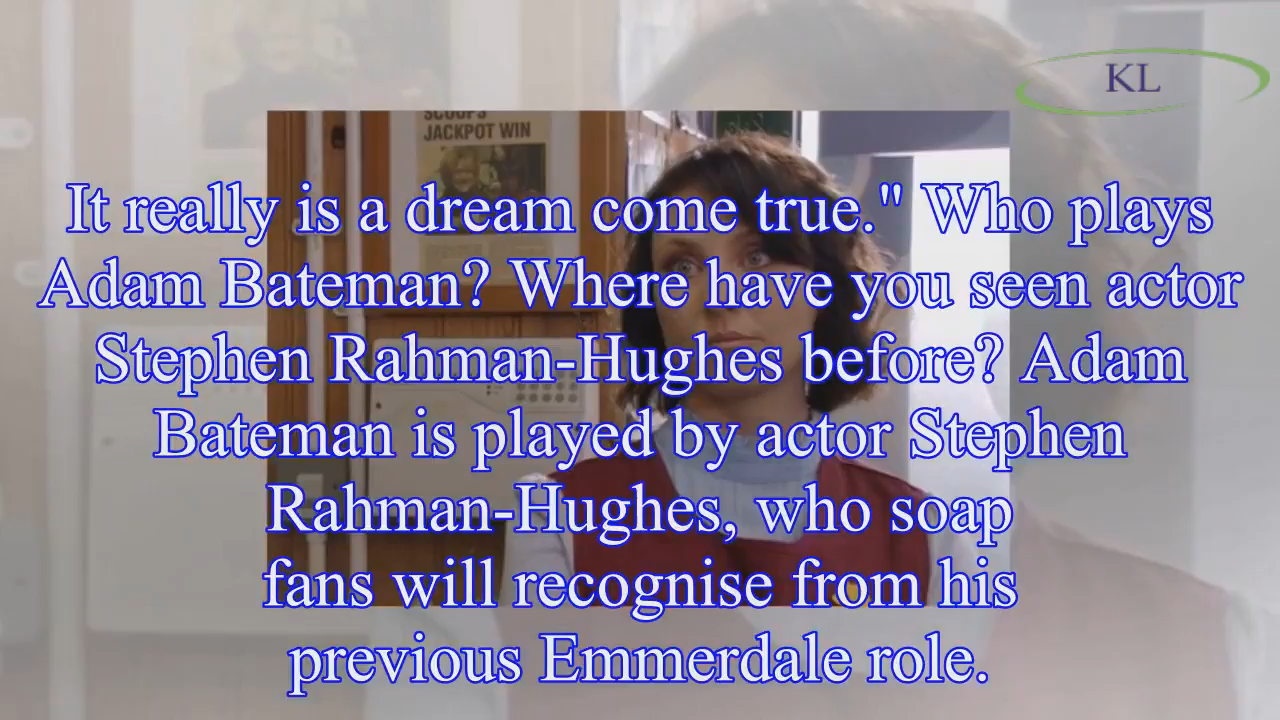 KL
SCOOPS
JACKPOT WIN
It really is a dream come true." Who plays
Adam Bateman? Where have you seen actor
Stephen Rahman-Hughes before? Adam
Bateman is played by actor Stephen
Rahman-Hughes, who soap
fans will recognise from his
previous Emmerdale role.